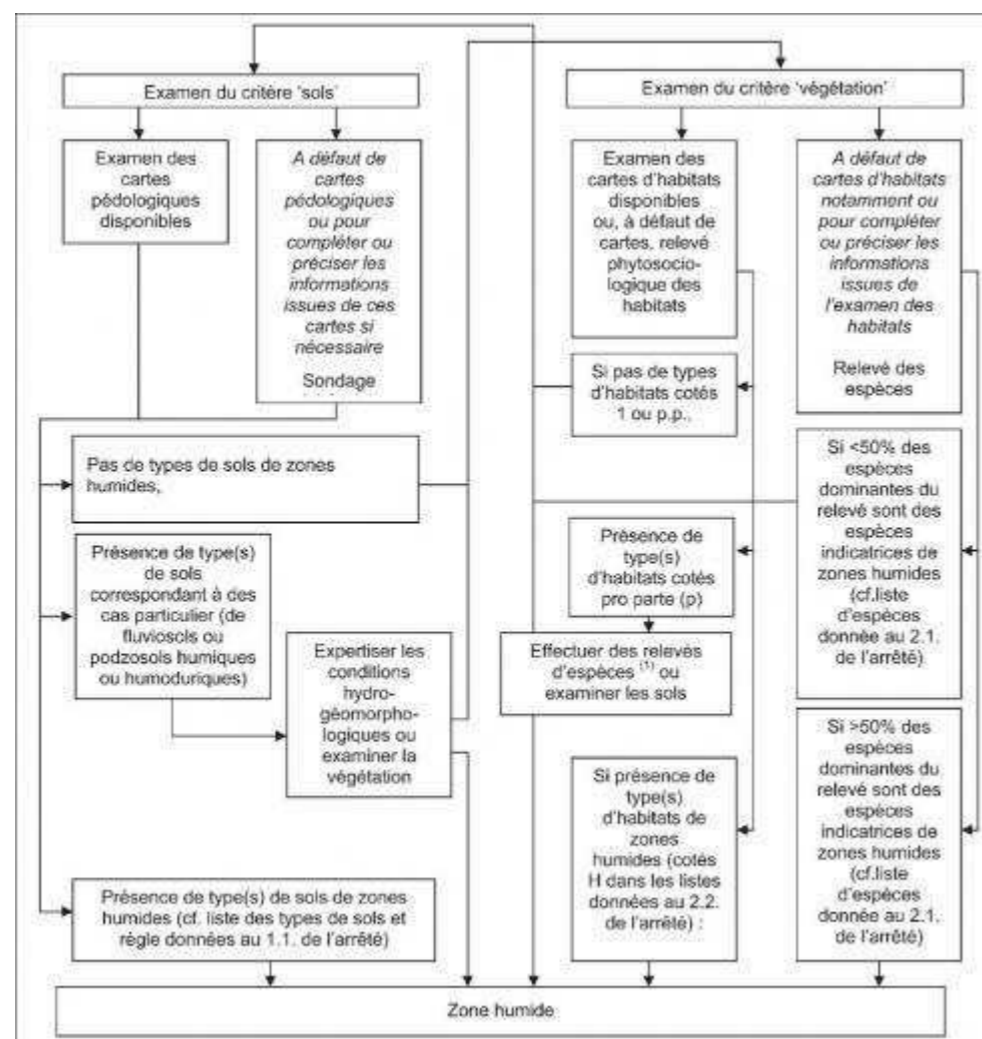 Examen du critère 'sols'
Examen des
cartes
pédologiques
disponibles
A défaut de
cartes
pédologiques
ou pour
compléter ou
préciser les
informations
issues de ces
cartes si
nécessaire
Sondage
Pas de types de sols de zones
humides,
Présence de type(s)
de sols
correspondant à des
cas particulier (de
fluviosols ou
podzosols humiques
ou humoduriques)
Expertiser les
conditions
hydro-
géomorpho-
logiques ou
examiner la
végétation
Présence de type(s) de sols de zones
humides (cf. liste des types de sols et
règle données au 1.1. de l'arrêté)
Examen du critère 'végétation'
Examen des
cartes d'habitats
disponibles
ou, à défaut de
cartes, relevé
phytosocio-
logique des
habitats
A défaut de
cartes d'habitats
notamment ou
pour compléter
ou préciser les
informations
issues de
l'examen des
habitats
Relevé des
espèces
Si pas de types
d'habitats cotés
1 ou p.p.,
Présence de
type(s)
d'habitats cotés
pro parte (p)
Effectuer des relevés
d'espèces (1) ou
examiner les sols
Si présence de
type(s)
d'habitats de
zones
humides (cotés
H dans les listes
données au 2.2.
de l'arrêté) :
Si <50% des
espèces
dominantes du
relevé sont des
espèces
indicatrices de
zones humides
(cf.liste
d'espèces
donnée au 2.1.
de l'arrêté)
Si >50% des
espèces
dominantes du
relevé sont des
espèces
indicatrices de
zones humides
(cf.liste
d'espèces
donnée au 2.1.
de l'arrêté)
Zone humide